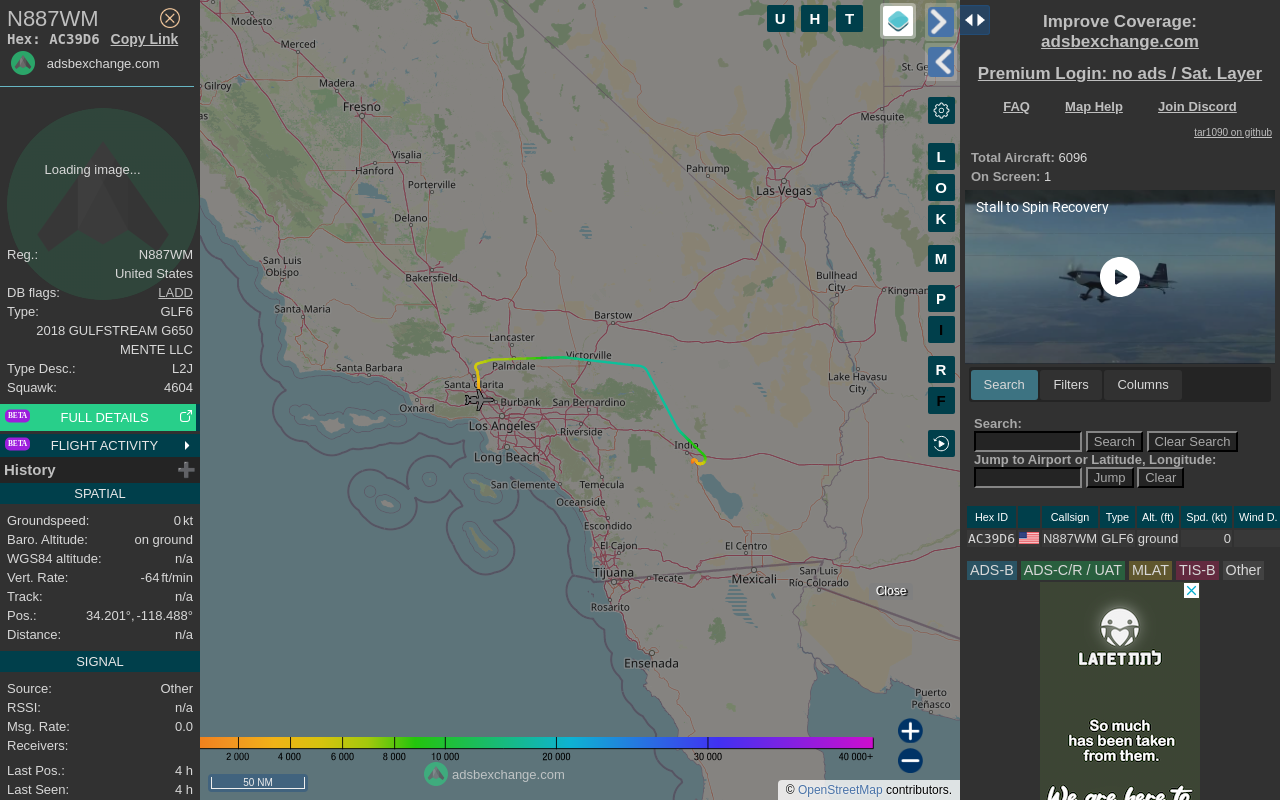 N887WM
Hex: AC39D6 Copy Link
adsbexchange.com
Loading image...
Reg.: N887WM
United States
DB flags: LADD
Type: GLF6
2018 GULFSTREAM G650
MENTE LLC
Type Desc.: L2J
Squawk: 4604
BETA FULL DETAILS
BETA FLIGHT ACTIVITY
History
SPATIAL
Groundspeed: 0 kt
Baro. Altitude: on ground
WGS84 altitude: n/a
Vert. Rate: -64 ft/min
Track: n/a
Pos.: 34.201°, -118.488°
Distance: n/a
SIGNAL
Source: Other
RSSI: n/a
Msg. Rate: 0.0
Receivers:
Last Pos.: 4 h
Last Seen: 4 h
Modesto
Merced
Gilroy
Madera
Fresno
Visalia
Hanford
Porterville
Delano
San Luis
Obispo
Bakersfield
Santa Maria
Lancaster
Palmdale
Santa Barbara
Santa Clarita
Oxnard
Burbank
Los Angeles
Long Beach
Barstow
Victorville
San Bernardino
Riverside
Indio
San Clemente
Temecula
Oceanside
Escondido
El Cajon
El Centro
Tijuana
Tecate
Mexicali
San Luis
Río Colorado
Rosarito
Ensenada
Puerto
Peñasco
St. Ge
Mesquite
Pahrump
Las Vegas
Bullhead
City
Kingman
Lake Havasu
City
Close
U H T
L
O
K
M
P
I
R
F
2 000 4 000 6 000 8 000 10 000 20 000 30 000 40 000+
adsbexchange.com
50 NM
© OpenStreetMap contributors.
Improve Coverage:
adsbexchange.com
Premium Login: no ads / Sat. Layer
FAQ Map Help Join Discord
tar1090 on github
Total Aircraft: 6096
On Screen: 1
Stall to Spin Recovery
Search Filters Columns
Search:
Search Clear Search
Jump to Airport or Latitude, Longitude:
Jump Clear
Hex ID Callsign Type Alt. (ft) Spd. (kt) Wind D.
AC39D6 N887WM GLF6 ground 0
ADS-B ADS-C/R / UAT MLAT TIS-B Other
LATET לתת
So much
has been taken
from them.
We are here to